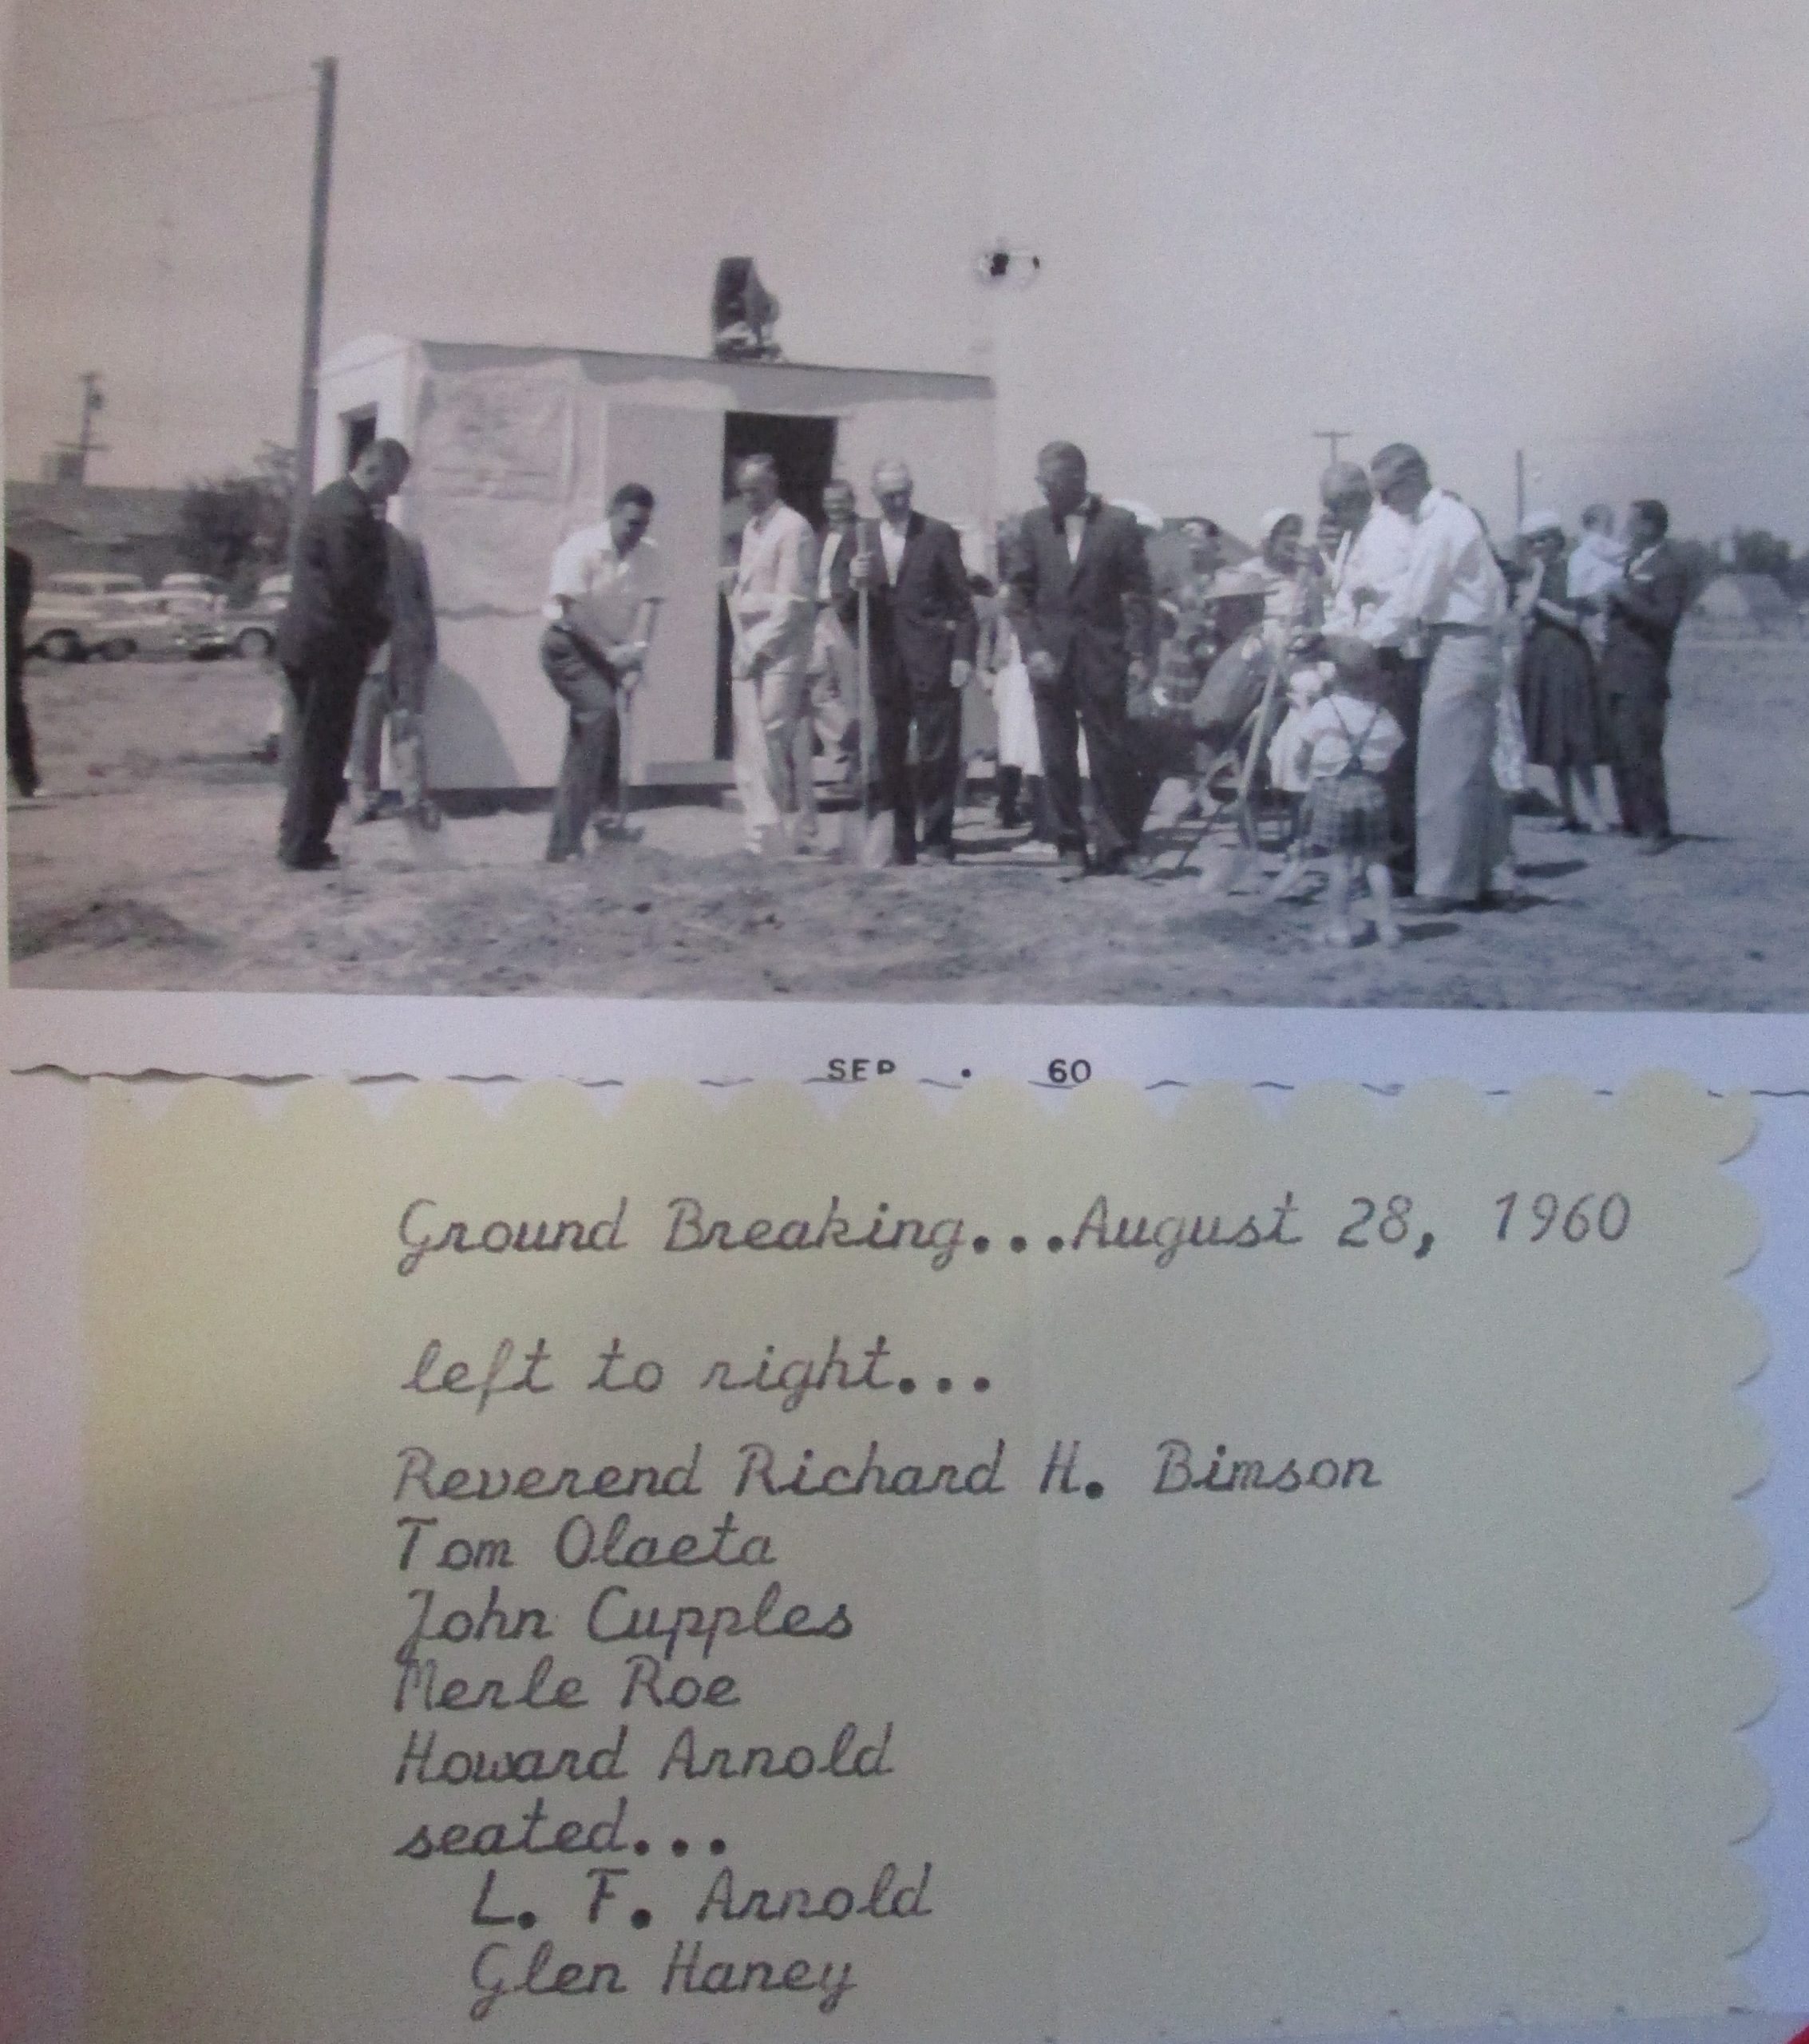 SEP • 60
Ground Breaking...August 28, 1960
left to right...
Reverend Richard H. Bimson
Tom Olaeta
John Cupples
Merle Roe
Howard Arnold
seated...
L. F. Arnold
Glen Haney